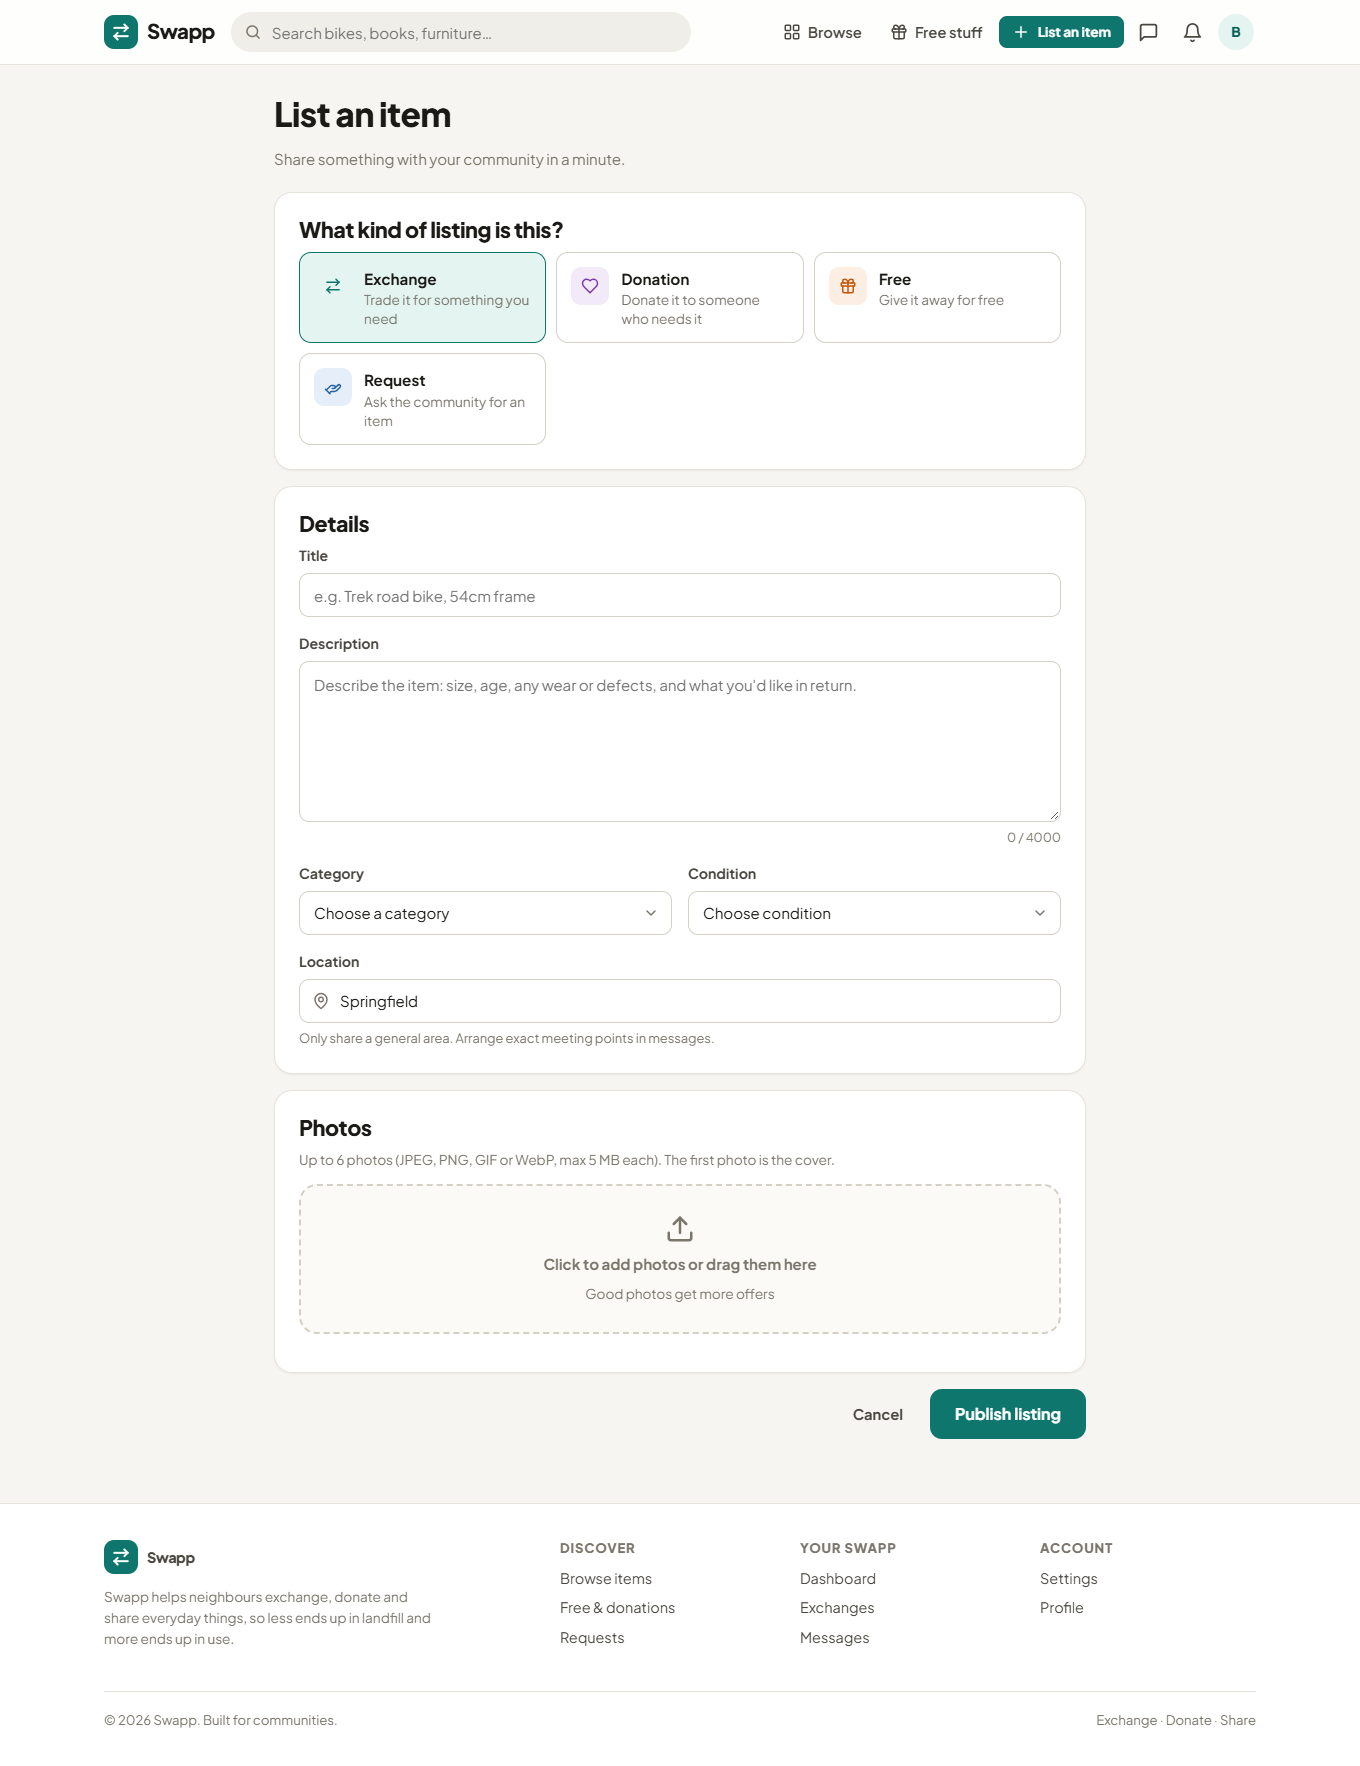 Swapp
Search bikes, books, furniture...
Browse
Free stuff
List an item
B
List an item
Share something with your community in a minute.
What kind of listing is this?
Exchange
Trade it for something you
need
Donation
Donate it to someone
who needs it
Free
Give it away for free
Request
Ask the community for an
item
Details
Title
e.g. Trek road bike, 54cm frame
Description
Describe the item: size, age, any wear or defects, and what you'd like in return.
0 / 4000
Category
Condition
Choose a category
Choose condition
Location
Springfield
Only share a general area. Arrange exact meeting points in messages.
Photos
Up to 6 photos (JPEG, PNG, GIF or WebP, max 5 MB each). The first photo is the cover.
Click to add photos or drag them here
Good photos get more offers
Cancel
Publish listing
Swapp
Swapp helps neighbours exchange, donate and
share everyday things, so less ends up in landfill and
more ends up in use.
DISCOVER
Browse items
Free & donations
Requests
YOUR SWAPP
Dashboard
Exchanges
Messages
ACCOUNT
Settings
Profile
© 2026 Swapp. Built for communities.
Exchange · Donate · Share